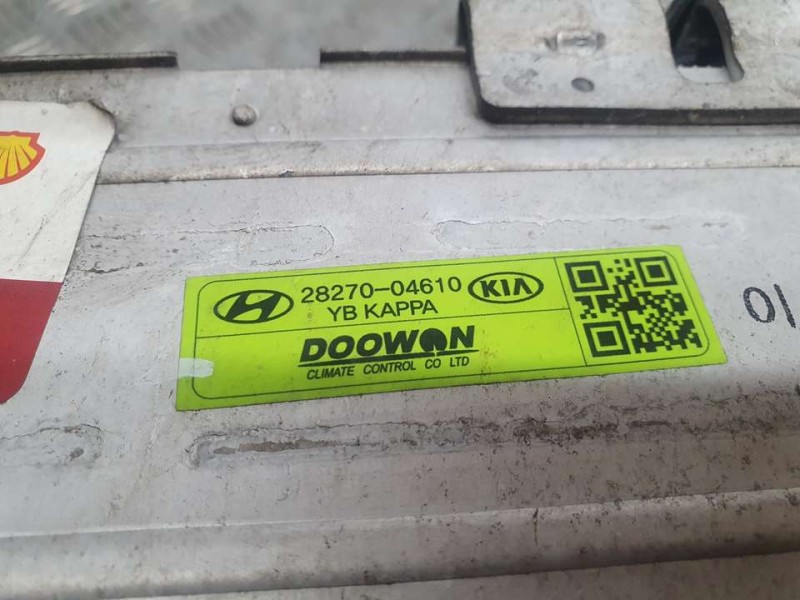 28270-04610 KIA
YB KAPPA
DOOWON
CLIMATE CONTROL CO LTD
01